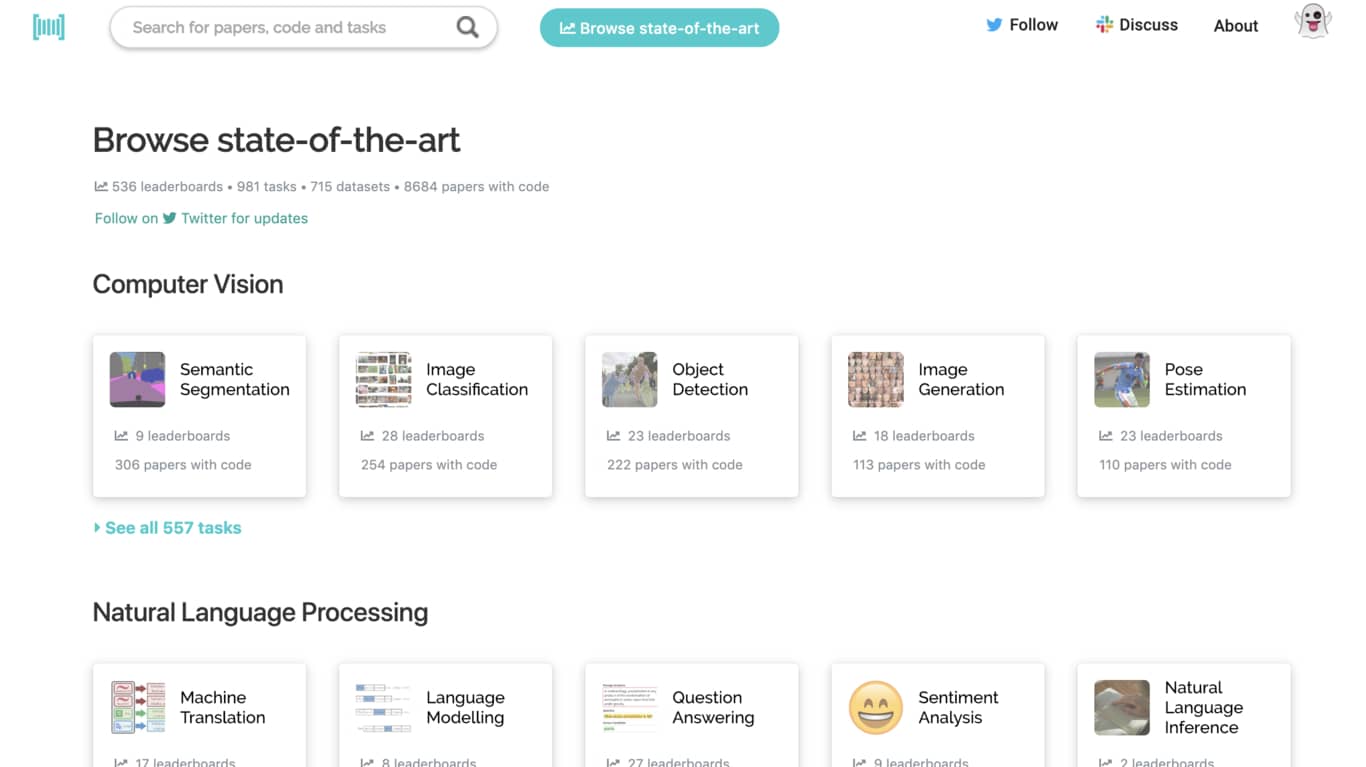 Search for papers, code and tasks
Browse state-of-the-art
Follow
Discuss
About
Browse state-of-the-art
536 leaderboards • 981 tasks • 715 datasets • 8684 papers with code
Follow on Twitter for updates
Computer Vision
Semantic
Segmentation
9 leaderboards
306 papers with code
Image
Classification
28 leaderboards
254 papers with code
Object
Detection
23 leaderboards
222 papers with code
Image
Generation
18 leaderboards
113 papers with code
Pose
Estimation
23 leaderboards
110 papers with code
See all 557 tasks
Natural Language Processing
Machine
Translation
17 leaderboards
Language
Modelling
8 leaderboards
Question
Answering
27 leaderboards
Sentiment
Analysis
9 leaderboards
Natural
Language
Inference
2 leaderboards